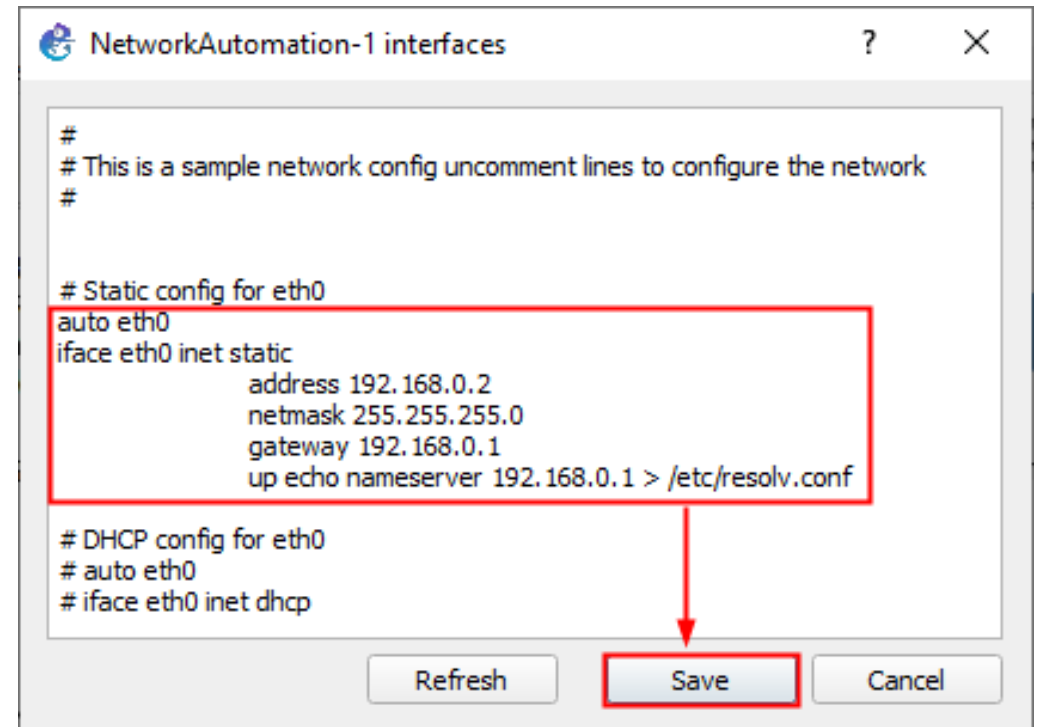 NetworkAutomation-1 interfaces
#
# This is a sample network config uncomment lines to configure the network
#
# Static config for eth0
auto eth0
iface eth0 inet static
address 192.168.0.2
netmask 255.255.255.0
gateway 192.168.0.1
up echo nameserver 192.168.0.1 > /etc/resolv.conf
# DHCP config for eth0
# auto eth0
# iface eth0 inet dhcp
Refresh Save Cancel